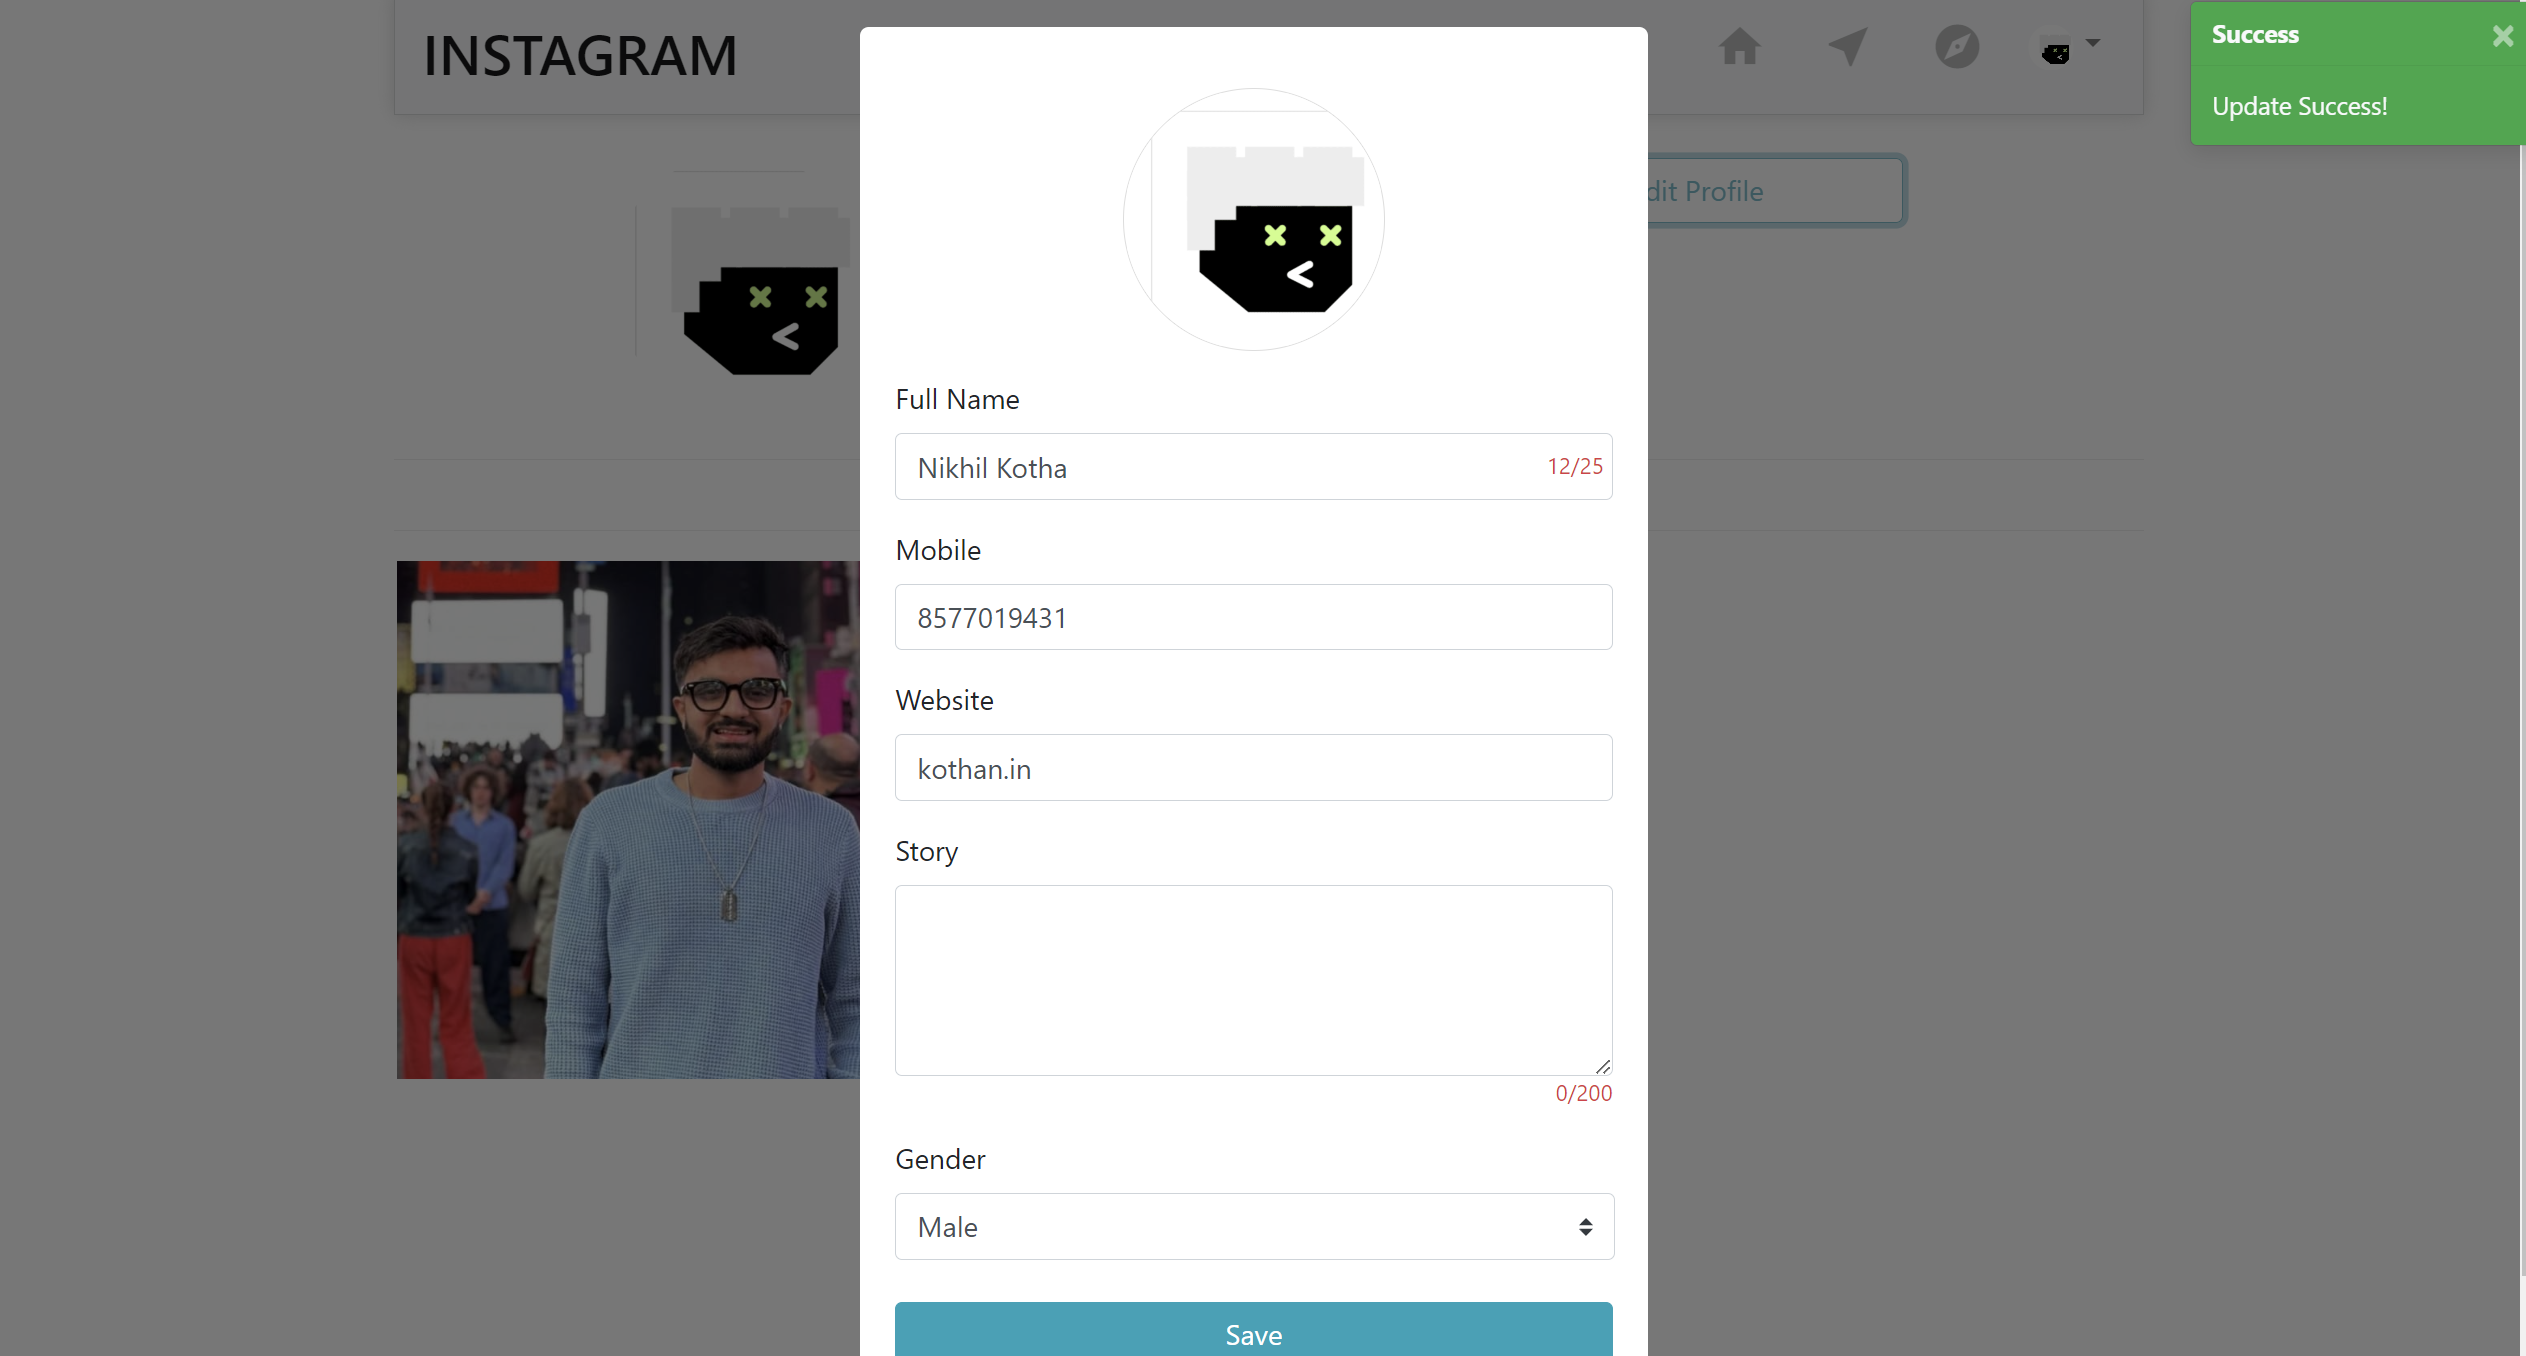 INSTAGRAM
Success
Update Success!
dit Profile
Full Name
Nikhil Kotha
12/25
Mobile
8577019431
Website
kothan.in
Story
0/200
Gender
Male
Save